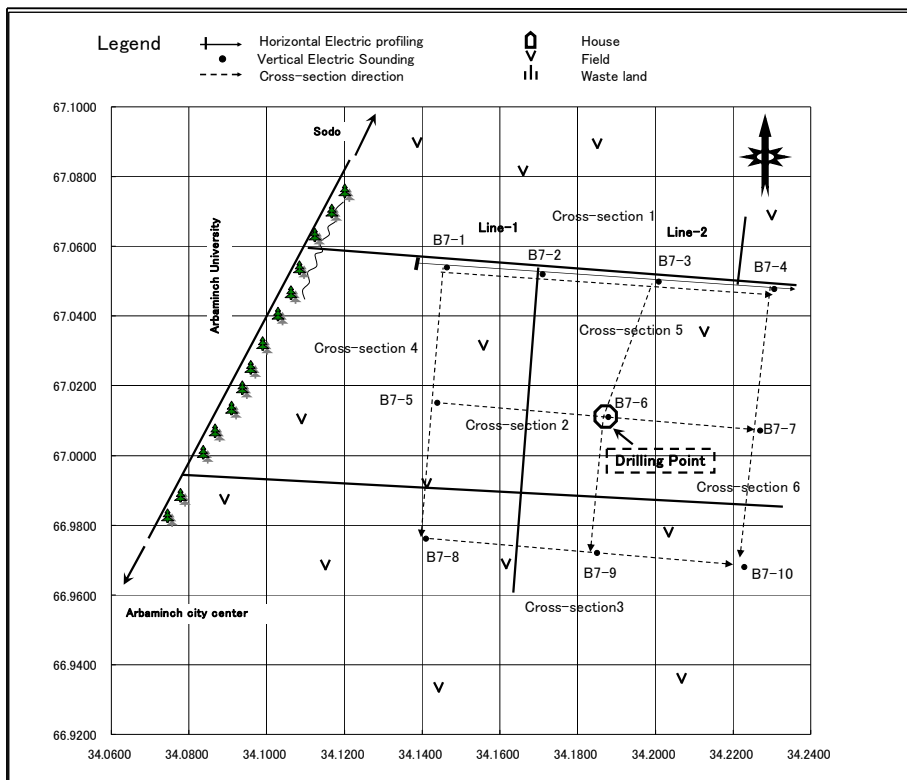 Legend
Horizontal Electric profiling
Vertical Electric Sounding
Cross-section direction
House
Field
Waste land
67.1000
67.0800
67.0600
67.0400
67.0200
67.0000
66.9800
66.9600
66.9400
66.9200
Sodo
Arbaminch University
Cross-section 1
Line-1
Line-2
B7-1
B7-2
B7-3
B7-4
Cross-section 4
Cross-section 5
B7-5
B7-6
Cross-section 2
B7-7
Drilling Point
Cross-section 6
B7-8
B7-9
B7-10
Cross-section3
Arbaminch city center
34.0600 34.0800 34.1000 34.1200 34.1400 34.1600 34.1800 34.2000 34.2200 34.2400